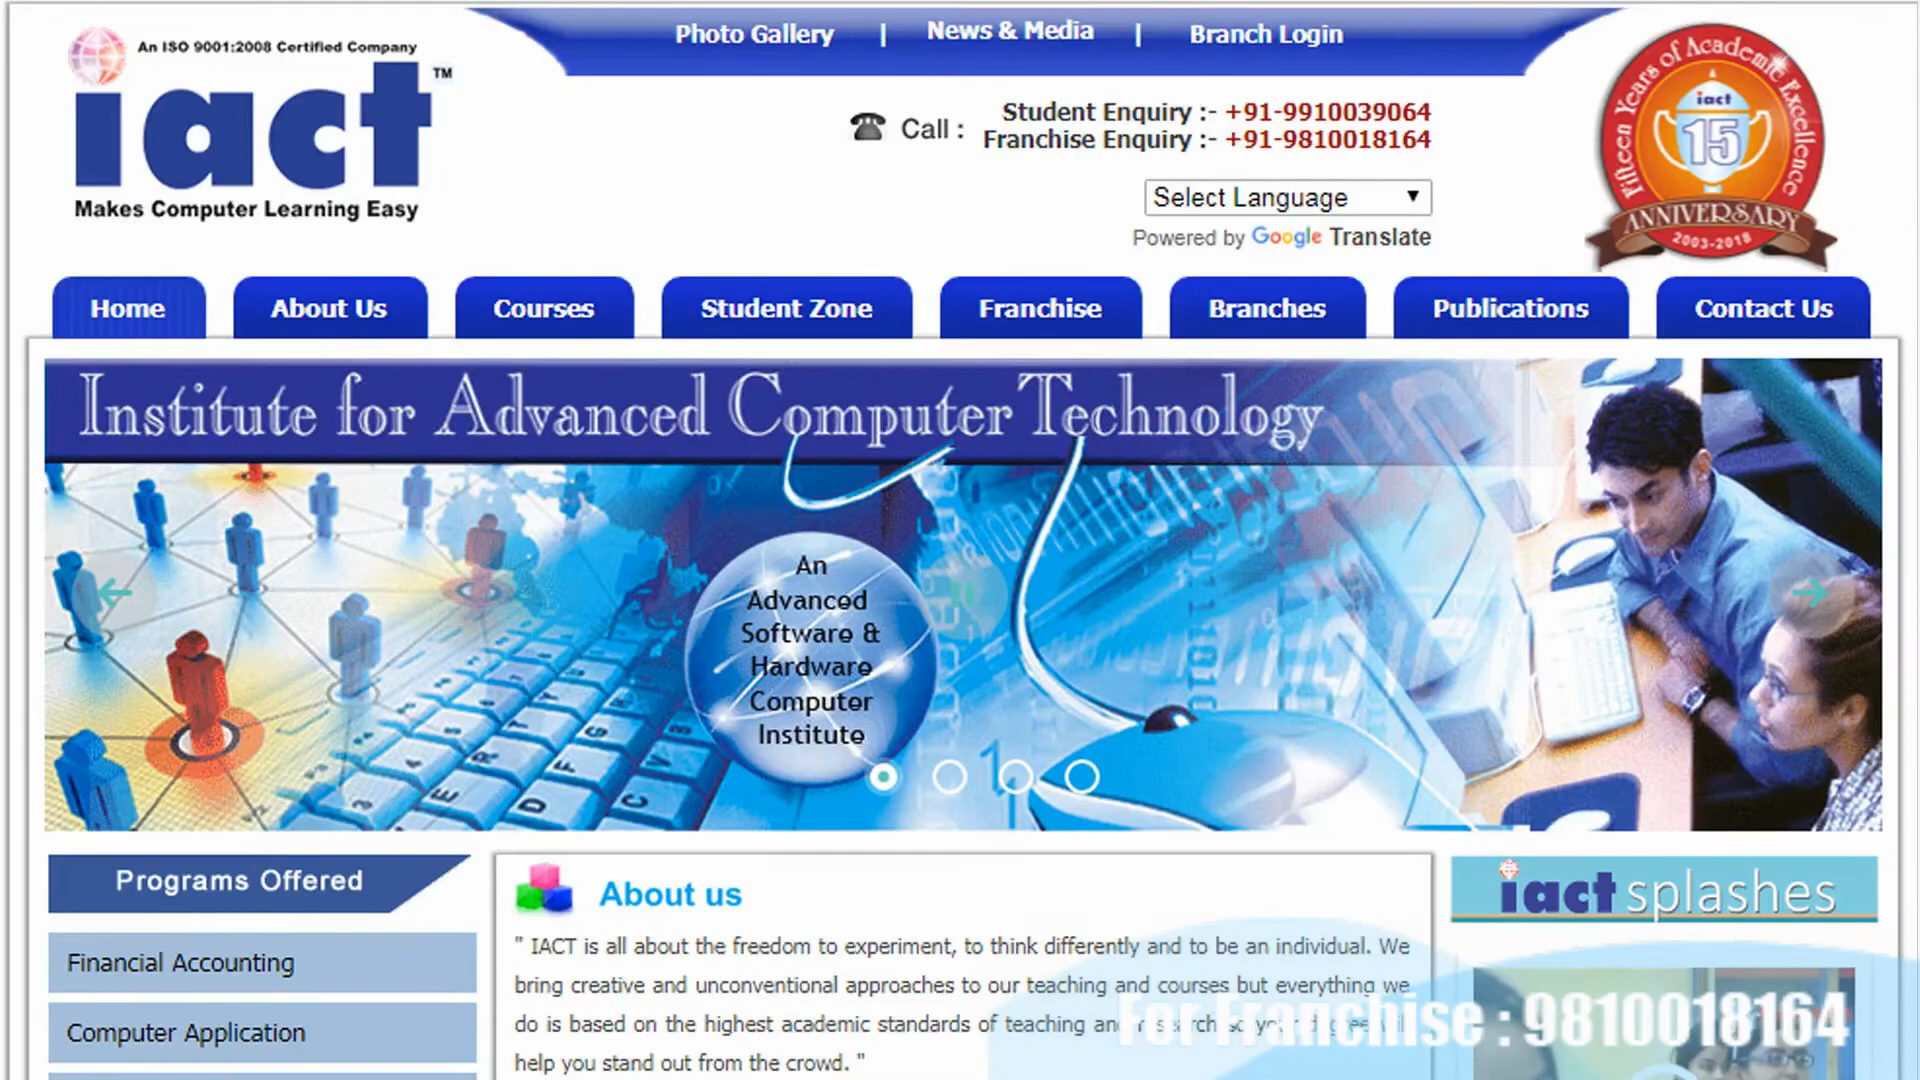 Photo Gallery | News & Media | Branch Login
An ISO 9001:2008 Certified Company
iact TM
Makes Computer Learning Easy
Call :
Student Enquiry :- +91-9910039064
Franchise Enquiry :- +91-9810018164
Select Language
Powered by Google Translate
Fifteen Years of Academic Excellence
iact
15
ANNIVERSARY
2003-2018
Home
About Us
Courses
Student Zone
Franchise
Branches
Publications
Contact Us
Institute for Advanced Computer Technology
An
Advanced
Software &
Hardware
Computer
Institute
Programs Offered
Financial Accounting
Computer Application
About us
" IACT is all about the freedom to experiment, to think differently and to be an individual. We
bring creative and unconventional approaches to our teaching and courses but everything we
do is based on the highest academic standards of teaching and research so your degree will
help you stand out from the crowd. "
iact splashes
For Franchise : 9810018164